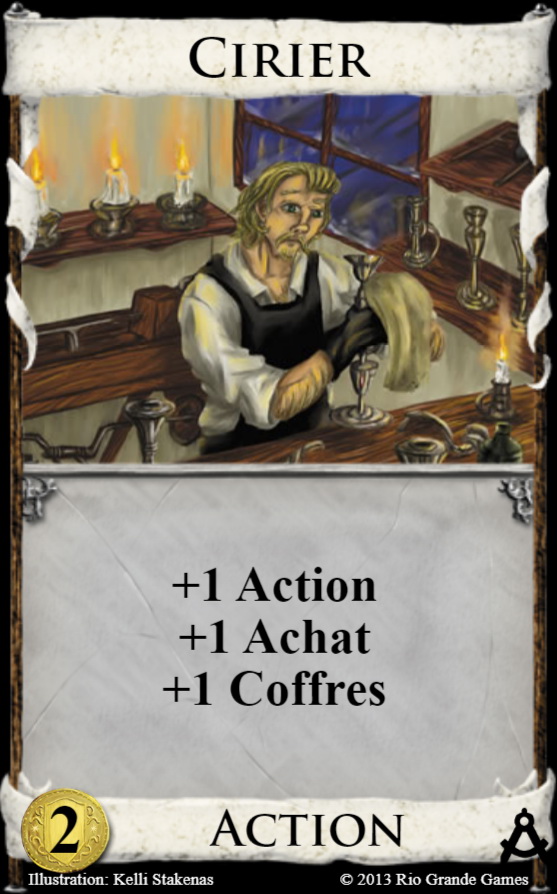 CIRIER
+1 Action
+1 Achat
+1 Coffres
2
ACTION
Illustration: Kelli Stakenas
© 2013 Rio Grande Games